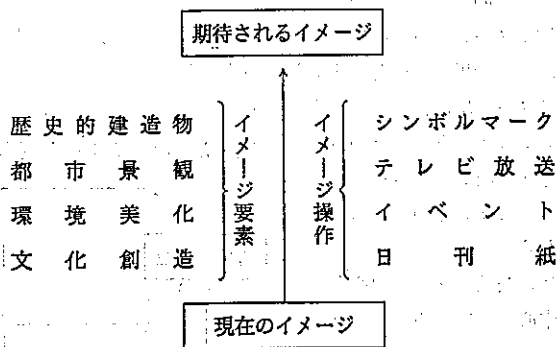 期待されるイメージ
歴史的建造物
都市景観
環境美化
文化創造
イメージ要素
イメージ操作
シンボルマーク
テレビ放送
イベント
日刊紙
現在のイメージ